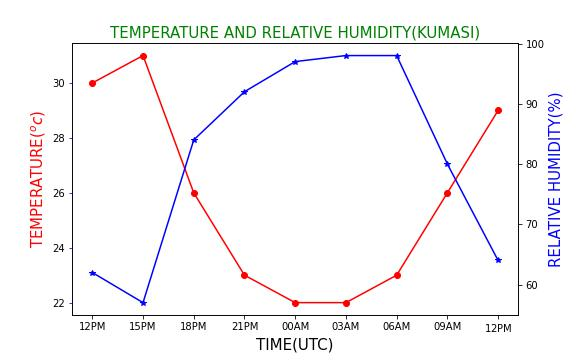 TEMPERATURE AND RELATIVE HUMIDITY(KUMASI)
TEMPERATURE(°c)
30
28
26
24
22
100
90
80
70
60
RELATIVE HUMIDITY(%)
12PM 15PM 18PM 21PM 00AM 03AM 06AM 09AM 12PM
TIME(UTC)